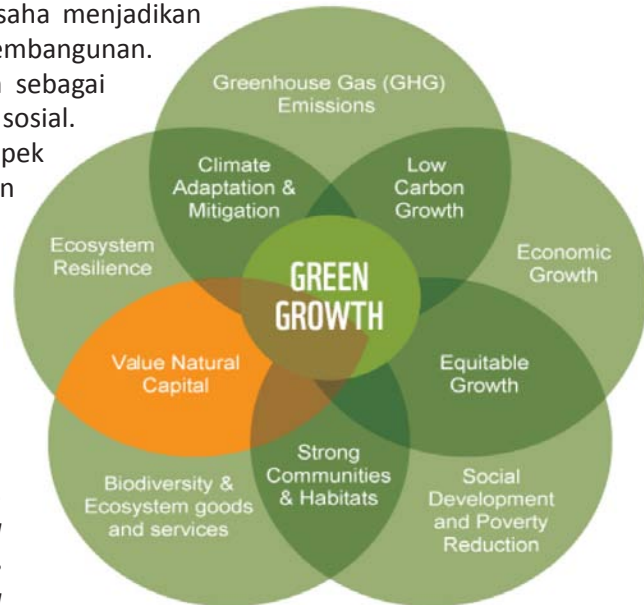 saha menjadikan
embangunan.
sebagai
sosial.
pek
n
Greenhouse Gas (GHG)
Emissions
Climate
Adaptation &
Mitigation
Low
Carbon
Growth
Ecosystem
Resilience
Economic
Growth
GREEN
GROWTH
Value Natural
Capital
Equitable
Growth
Strong
Communities
& Habitats
Biodiversity &
Ecosystem goods
and services
Social
Development
and Poverty
Reduction